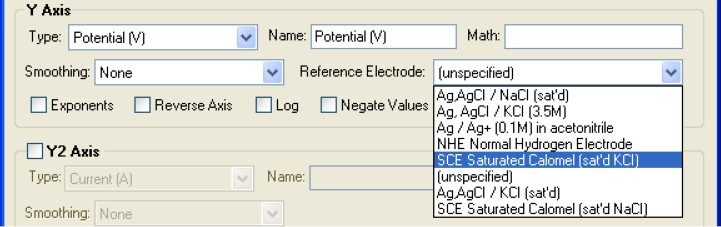 Y Axis
Type: Potential (V) Name: Potential (V) Math:
Smoothing: None Reference Electrode: (unspecified)
Exponents Reverse Axis Log Negate Values
Ag,AgCl / NaCl (sat'd)
Ag, AgCl / KCl (3.5M)
Ag / Ag+ (0.1M) in acetonitrile
NHE Normal Hydrogen Electrode
SCE Saturated Calomel (sat'd KCl)
(unspecified)
Ag,AgCl / KCl (sat'd)
SCE Saturated Calomel (sat'd NaCl)
Y2 Axis
Type: Current (A) Name:
Smoothing: None